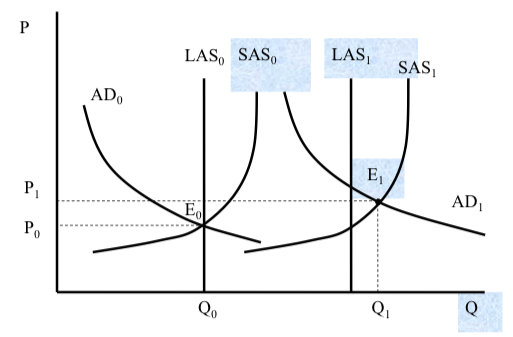 P
LAS₀ SAS₀ LAS₁
SAS₁
AD₀
E₁
P₁
AD₁
E₀
P₀
Q₀ Q₁ Q